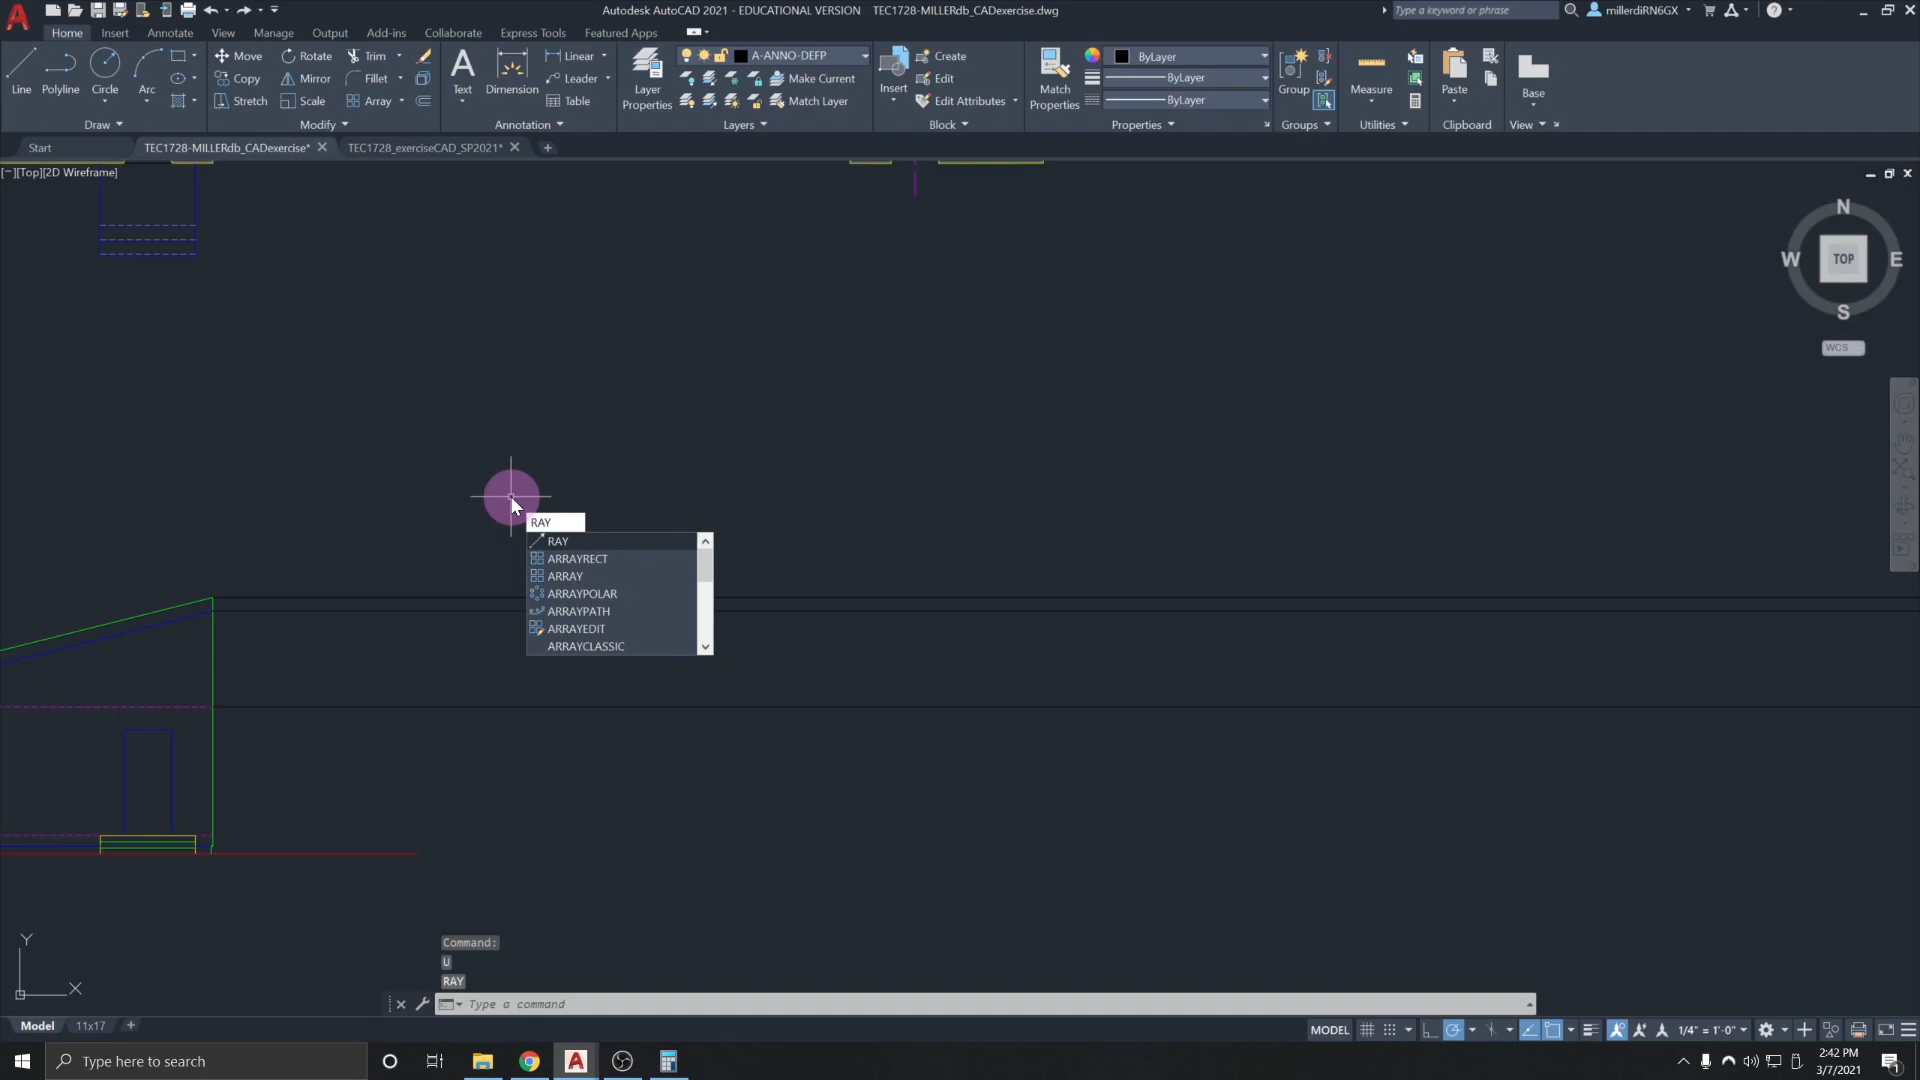 Autodesk AutoCAD 2021 - EDUCATIONAL VERSION TEC1728-MILLERdb_CADexercise.dwg
Type a keyword or phrase
millerdiRN6GX
Home Insert Annotate View Manage Output Add-ins Collaborate Express Tools Featured Apps
Line Polyline Circle Arc
Move Rotate Trim
Copy Mirror Fillet
Stretch Scale Array
Text Dimension
Linear
Leader
Table
Layer Properties
A-ANNO-DEFP
Make Current
Match Layer
Insert
Create
Edit
Edit Attributes
Match Properties
ByLayer
ByLayer
ByLayer
Group
Measure
Paste
Base
Draw Modify Annotation Layers Block Properties Groups Utilities Clipboard View
Start TEC1728-MILLERdb_CADexercise* TEC1728_exerciseCAD_SP2021*
[−][Top][2D Wireframe]
N
W TOP E
S
WCS
RAY
RAY
ARRAYRECT
ARRAY
ARRAYPOLAR
ARRAYPATH
ARRAYEDIT
ARRAYCLASSIC
Y
X
Command:
U
RAY
Type a command
Model 11x17
MODEL 1/4" = 1'-0"
Type here to search
2:42 PM
3/7/2021
1